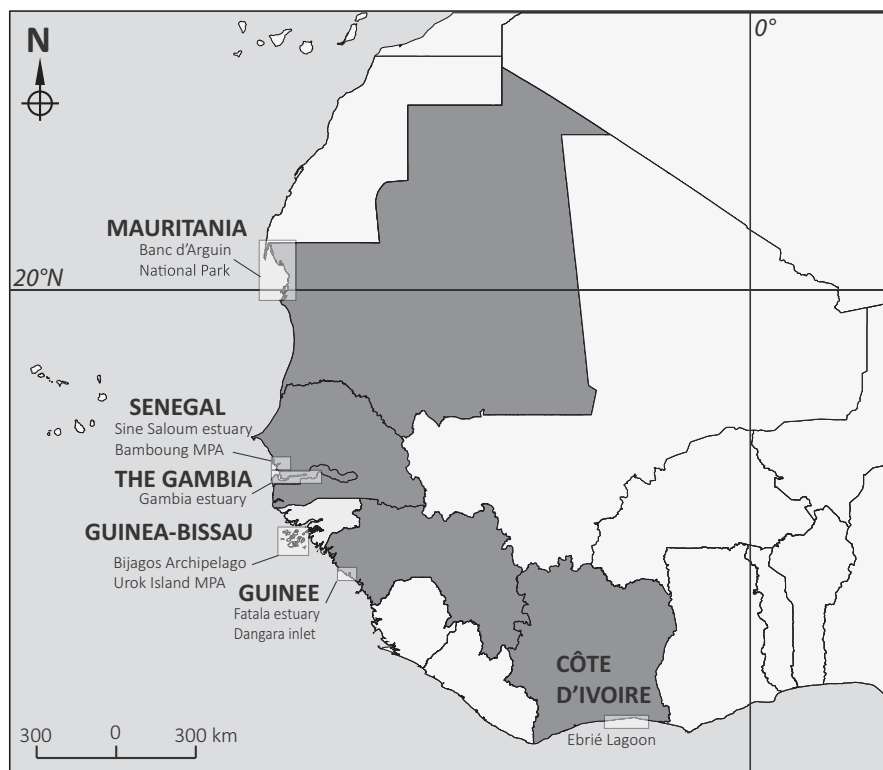 0°
N
MAURITANIA
Banc d’Arguin
National Park
20°N
SENEGAL
Sine Saloum estuary
Bamboung MPA
THE GAMBIA
Gambia estuary
GUINEA-BISSAU
Bijagos Archipelago
Urok Island MPA
GUINEE
Fatala estuary
Dangara inlet
CÔTE
D’IVOIRE
Ebrié Lagoon
300 0 300 km